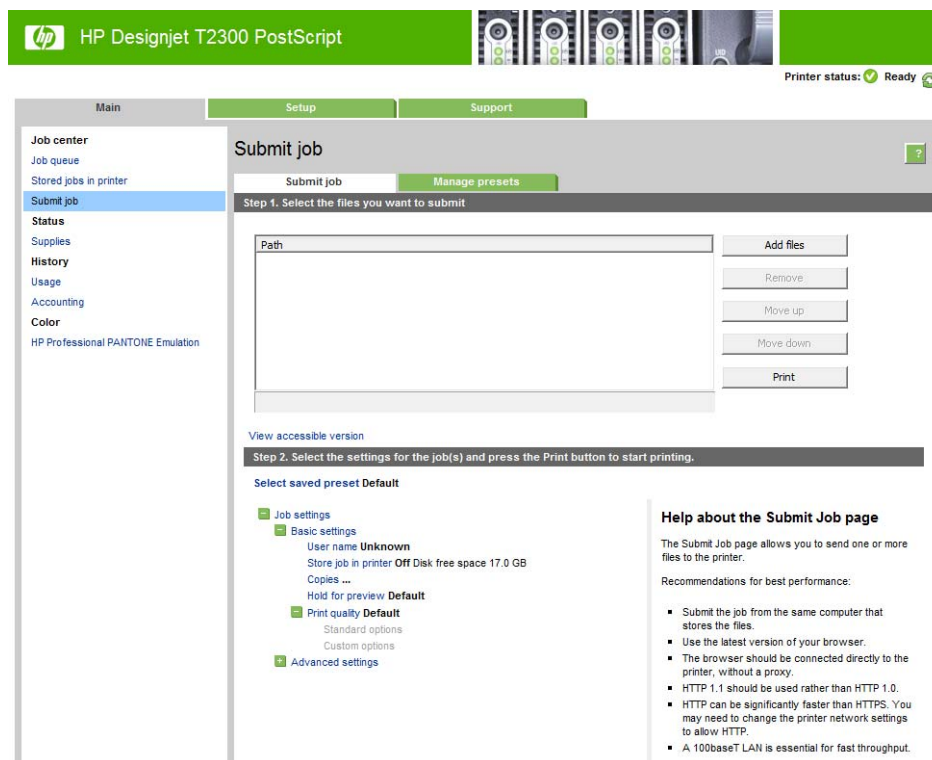 hp
HP Designjet T2300 PostScript
UID
Printer status: Ready
Main
Setup
Support
Job center
Job queue
Stored jobs in printer
Submit job
Status
Supplies
History
Usage
Accounting
Color
HP Professional PANTONE Emulation
Submit job
?
Submit job
Manage presets
Step 1. Select the files you want to submit
Path
Add files
Remove
Move up
Move down
Print
View accessible version
Step 2. Select the settings for the job(s) and press the Print button to start printing.
Select saved preset Default
Job settings
Basic settings
User name Unknown
Store job in printer Off Disk free space 17.0 GB
Copies ...
Hold for preview Default
Print quality Default
Standard options
Custom options
Advanced settings
Help about the Submit Job page
The Submit Job page allows you to send one or more
files to the printer.
Recommendations for best performance:
Submit the job from the same computer that
stores the files.
Use the latest version of your browser.
The browser should be connected directly to the
printer, without a proxy.
HTTP 1.1 should be used rather than HTTP 1.0.
HTTP can be significantly faster than HTTPS. You
may need to change the printer network settings
to allow HTTP.
A 100baseT LAN is essential for fast throughput.